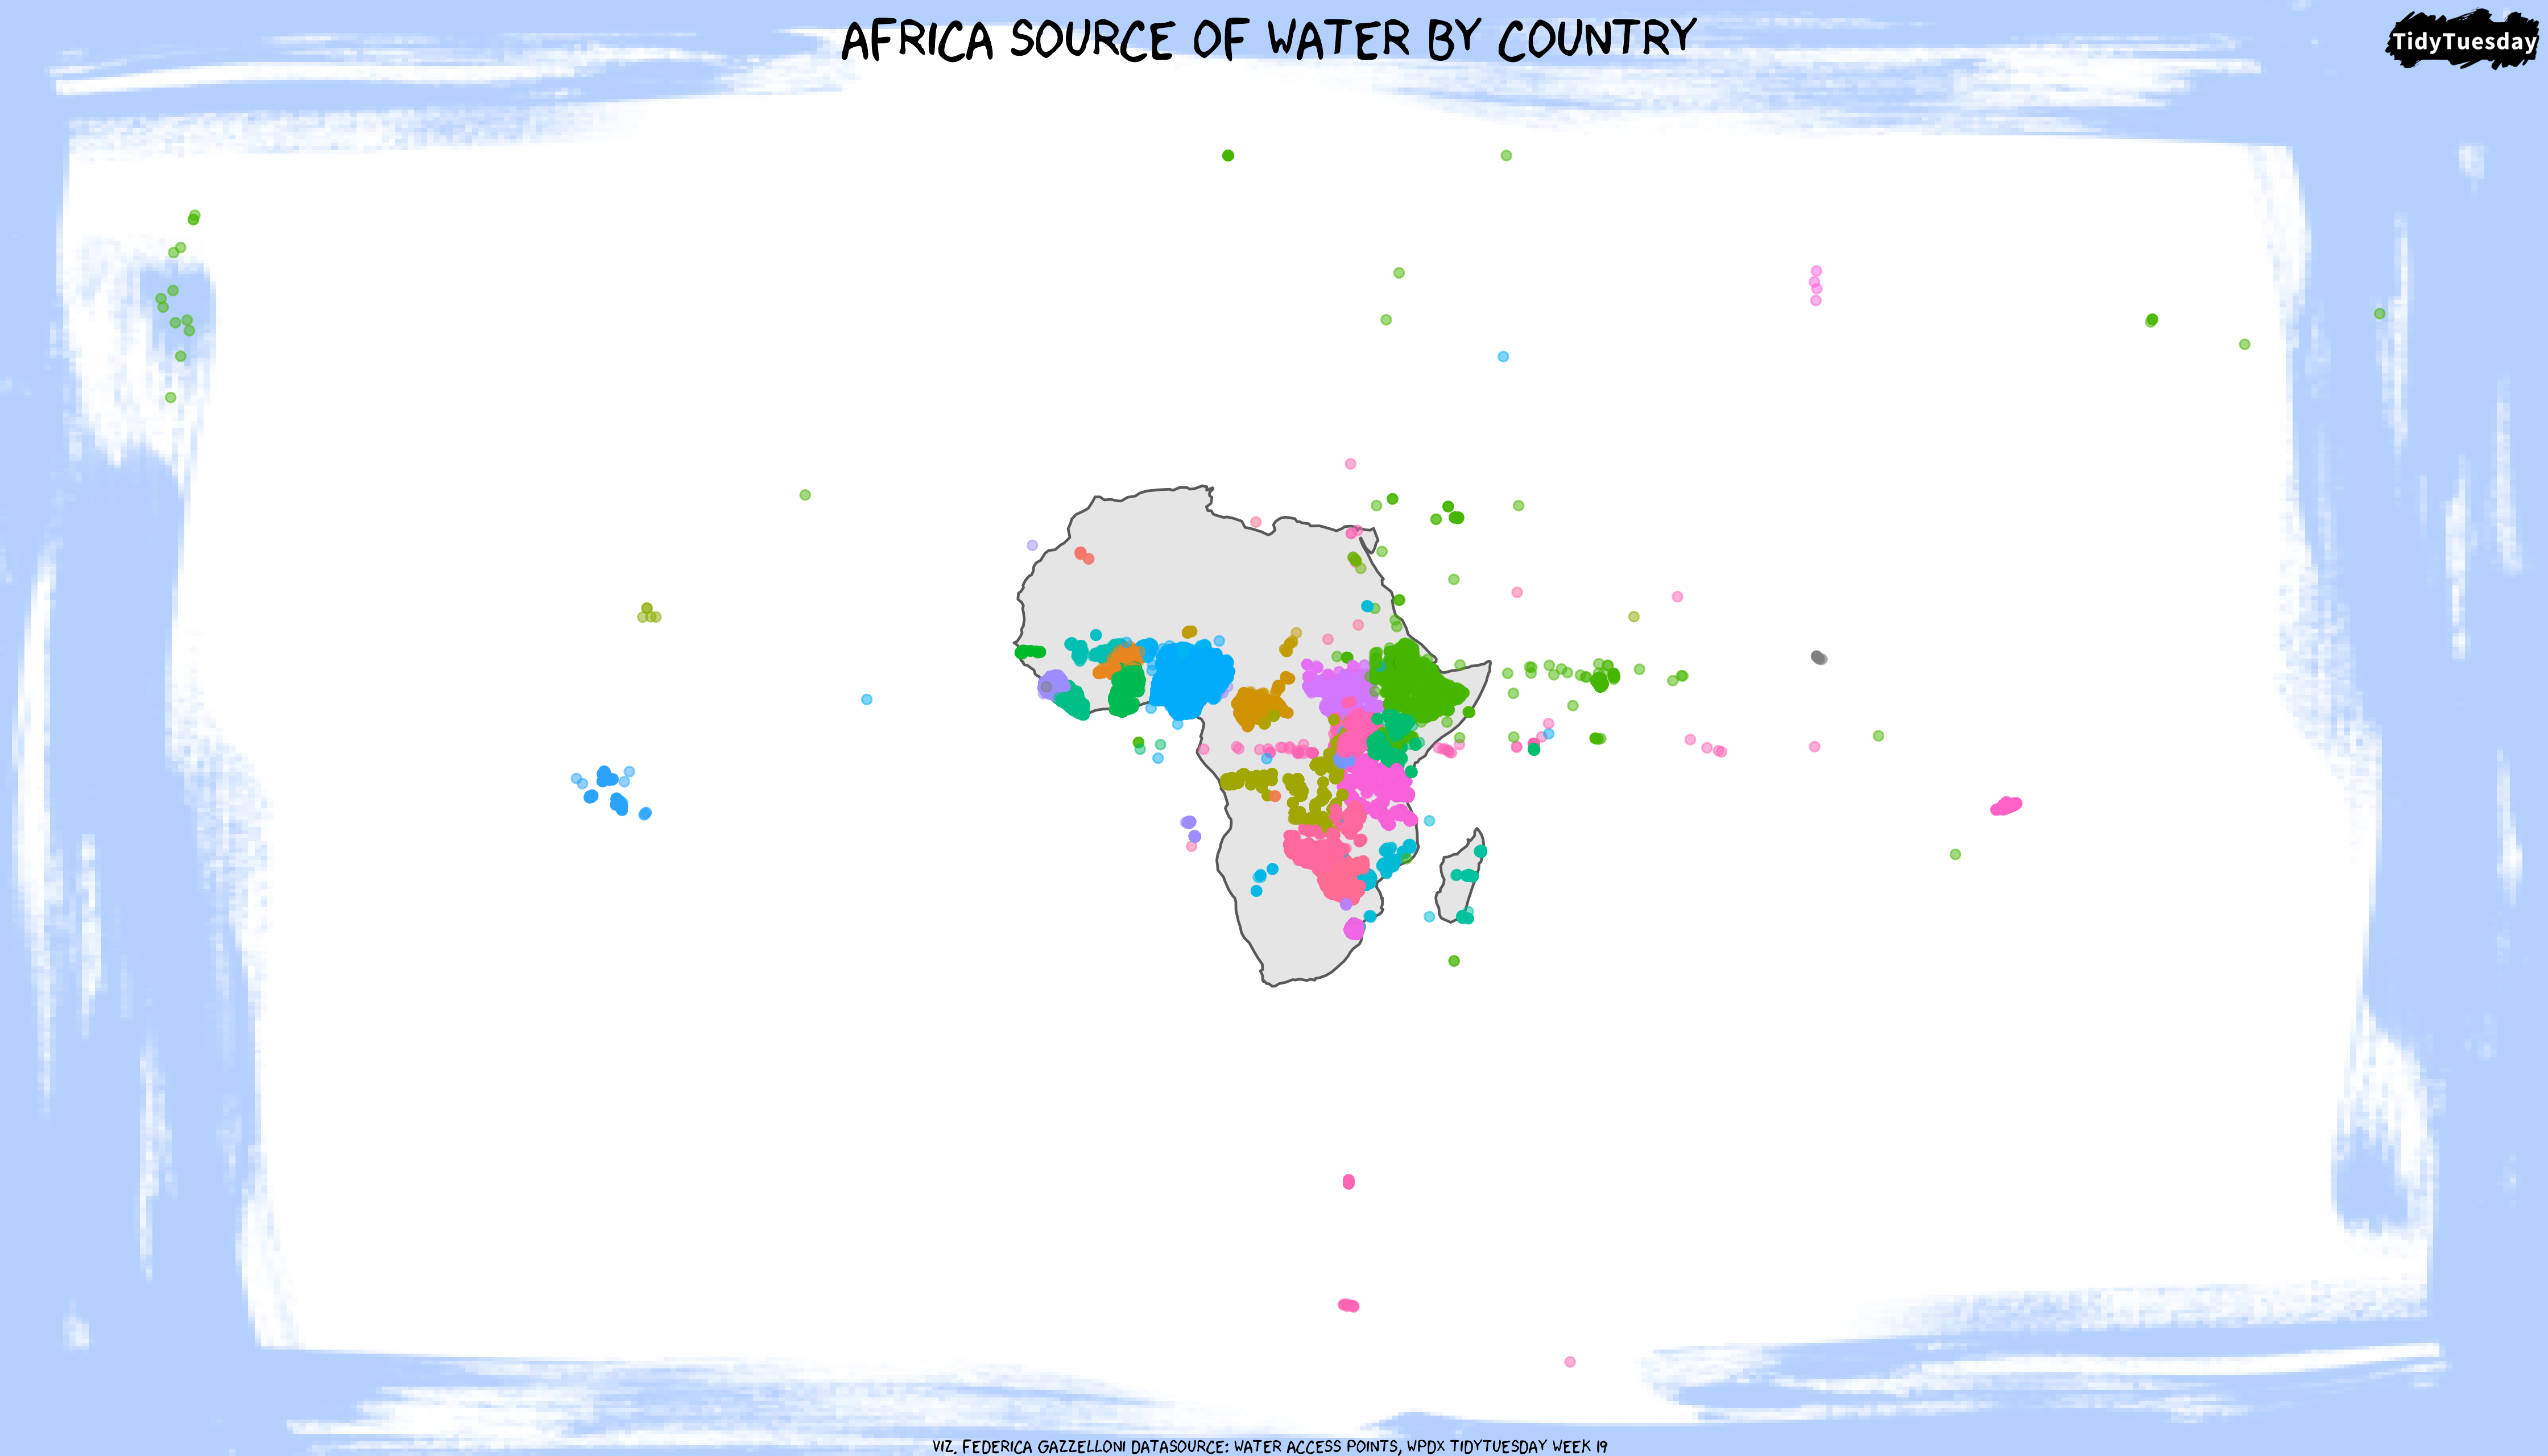 AFRICA SOURCE OF WATER BY COUNTRY
TidyTuesday
VIZ. FEDERICA GAZZELLONI DATASOURCE: WATER ACCESS POINTS, WPDX TIDYTUESDAY WEEK 19